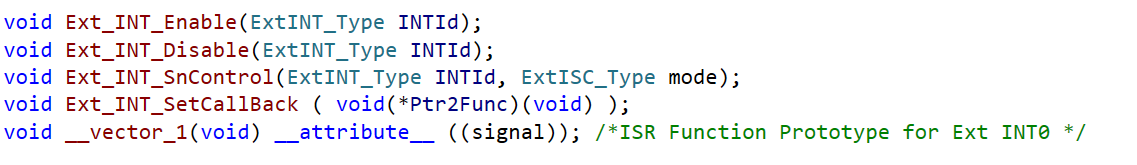 void Ext_INT_Enable(ExtINT_Type INTId);
void Ext_INT_Disable(ExtINT_Type INTId);
void Ext_INT_SnControl(ExtINT_Type INTId, ExtISC_Type mode);
void Ext_INT_SetCallBack ( void(*Ptr2Func)(void) );
void __vector_1(void) __attribute__ ((signal)); /*ISR Function Prototype for Ext INT0 */